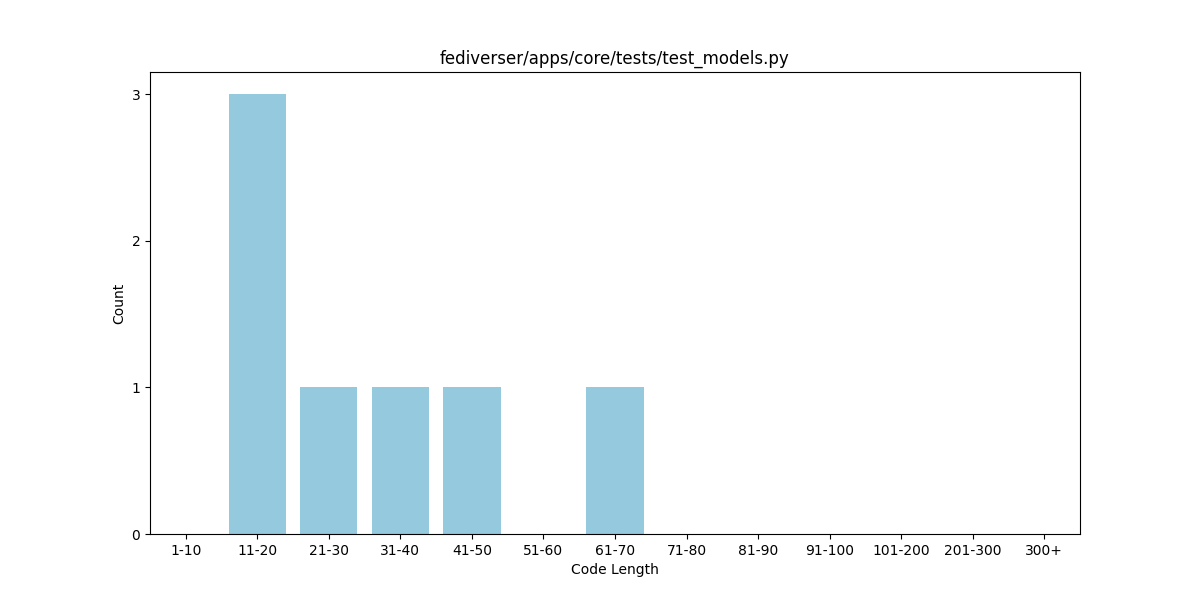 fediverser/apps/core/tests/test_models.py
3
2
1
0
Count
1-10 11-20 21-30 31-40 41-50 51-60 61-70 71-80 81-90 91-100 101-200 201-300 300+
Code Length